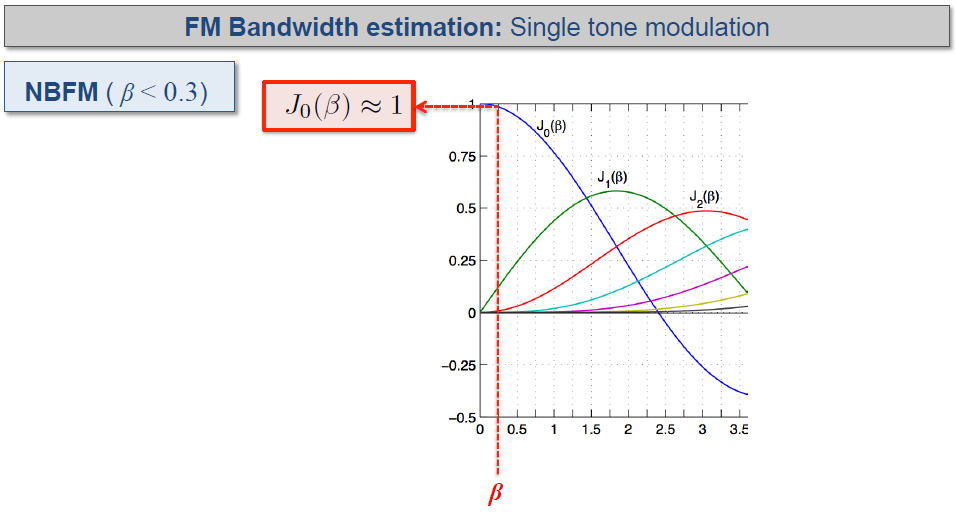 FM Bandwidth estimation: Single tone modulation
NBFM ( β < 0.3)
J₀(β) ≈ 1
1
J₀(β)
0.75
J₁(β)
J₂(β)
0.5
0.25
0
−0.25
−0.5
0 0.5 1 1.5 2 2.5 3 3.5
β